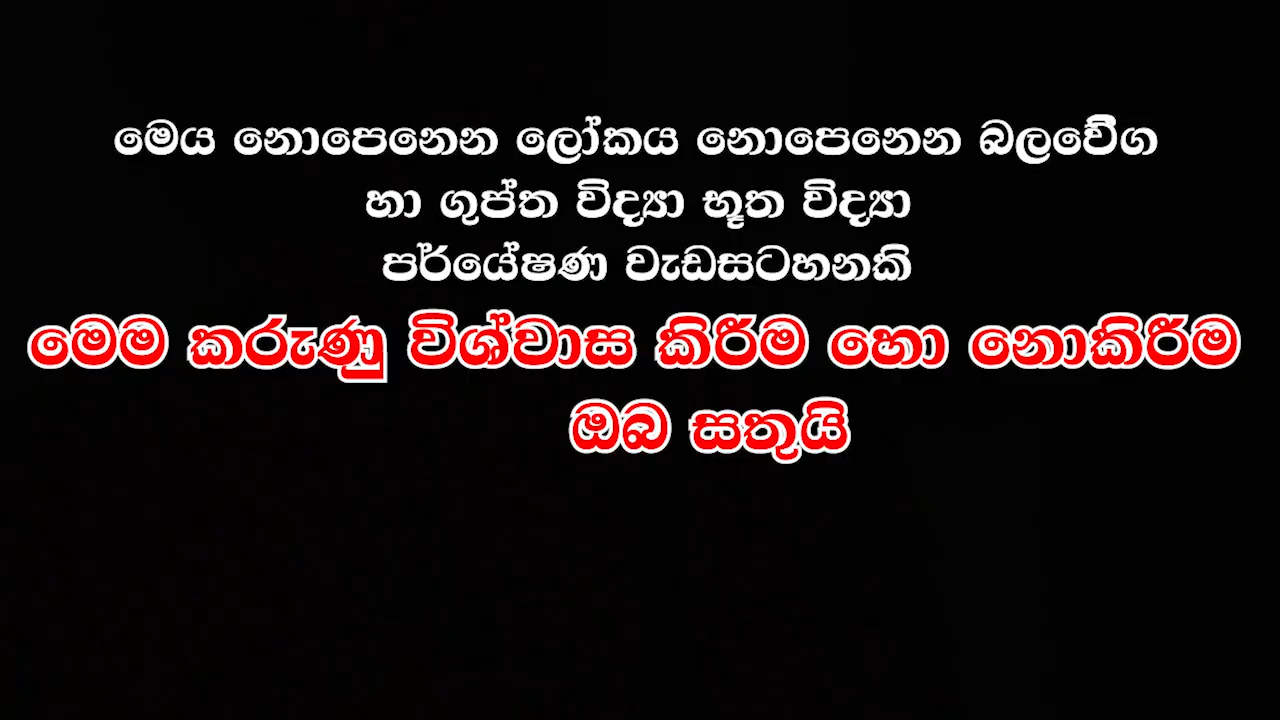 මෙය නොපෙනෙන ලෝකය නොපෙනෙන බලවේග
හා ගුප්ත විද්‍යා භූත විද්‍යා
පර්යේෂණ වැඩසටහනකි
මෙම කරුණු විශ්වාස කිරීම හො නොකිරීම
ඔබ සතුයි